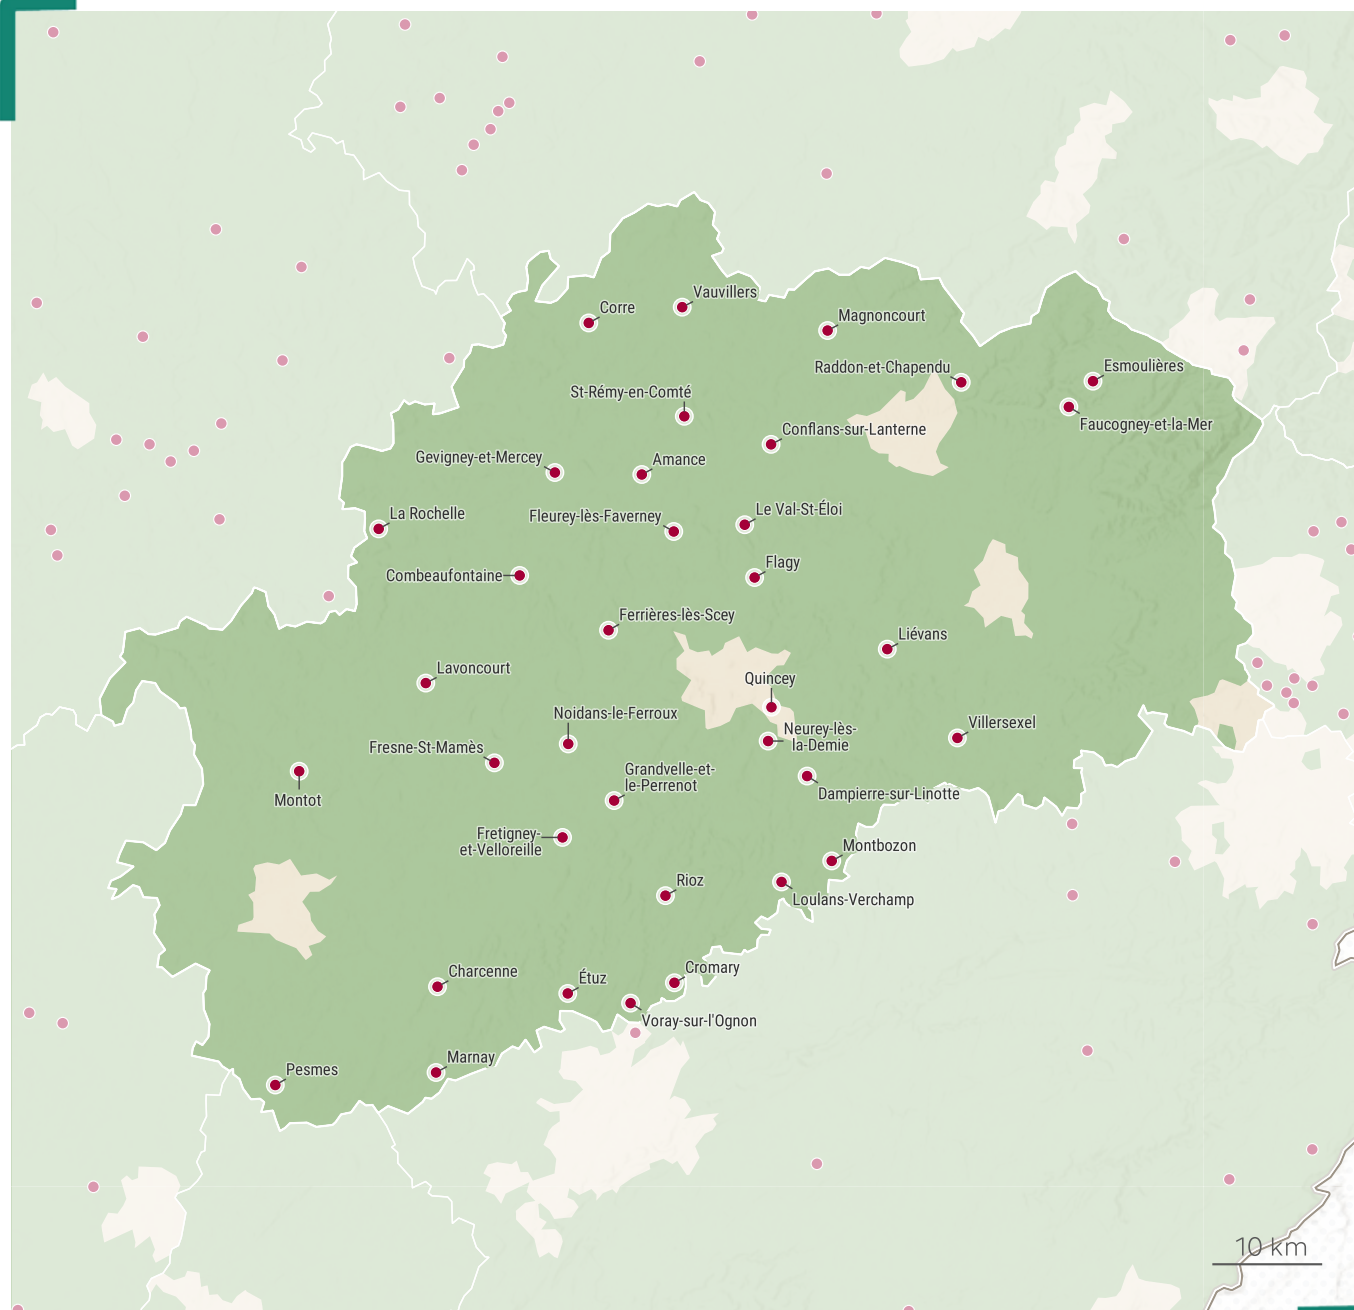 Vauvillers
Corre
Magnoncourt
Raddon-et-Chapendu
Esmoulières
St-Rémy-en-Comté
Faucogney-et-la-Mer
Conflans-sur-Lanterne
Gevigney-et-Mercey
Amance
La Rochelle
Fleurey-lès-Faverney
Le Val-St-Éloi
Flagy
Combeaufontaine
Ferrières-lès-Scey
Liévans
Lavoncourt
Quincey
Noidans-le-Ferroux
Villersexel
Neurey-lès-
la-Demie
Fresne-St-Mamès
Grandvelle-et-
le-Perrenot
Dampierre-sur-Linotte
Montot
Fretigney-
et-Velloreille
Montbozon
Rioz
Loulans-Verchamp
Cromary
Charcenne
Étuz
Voray-sur-l'Ognon
Marnay
Pesmes
10 km